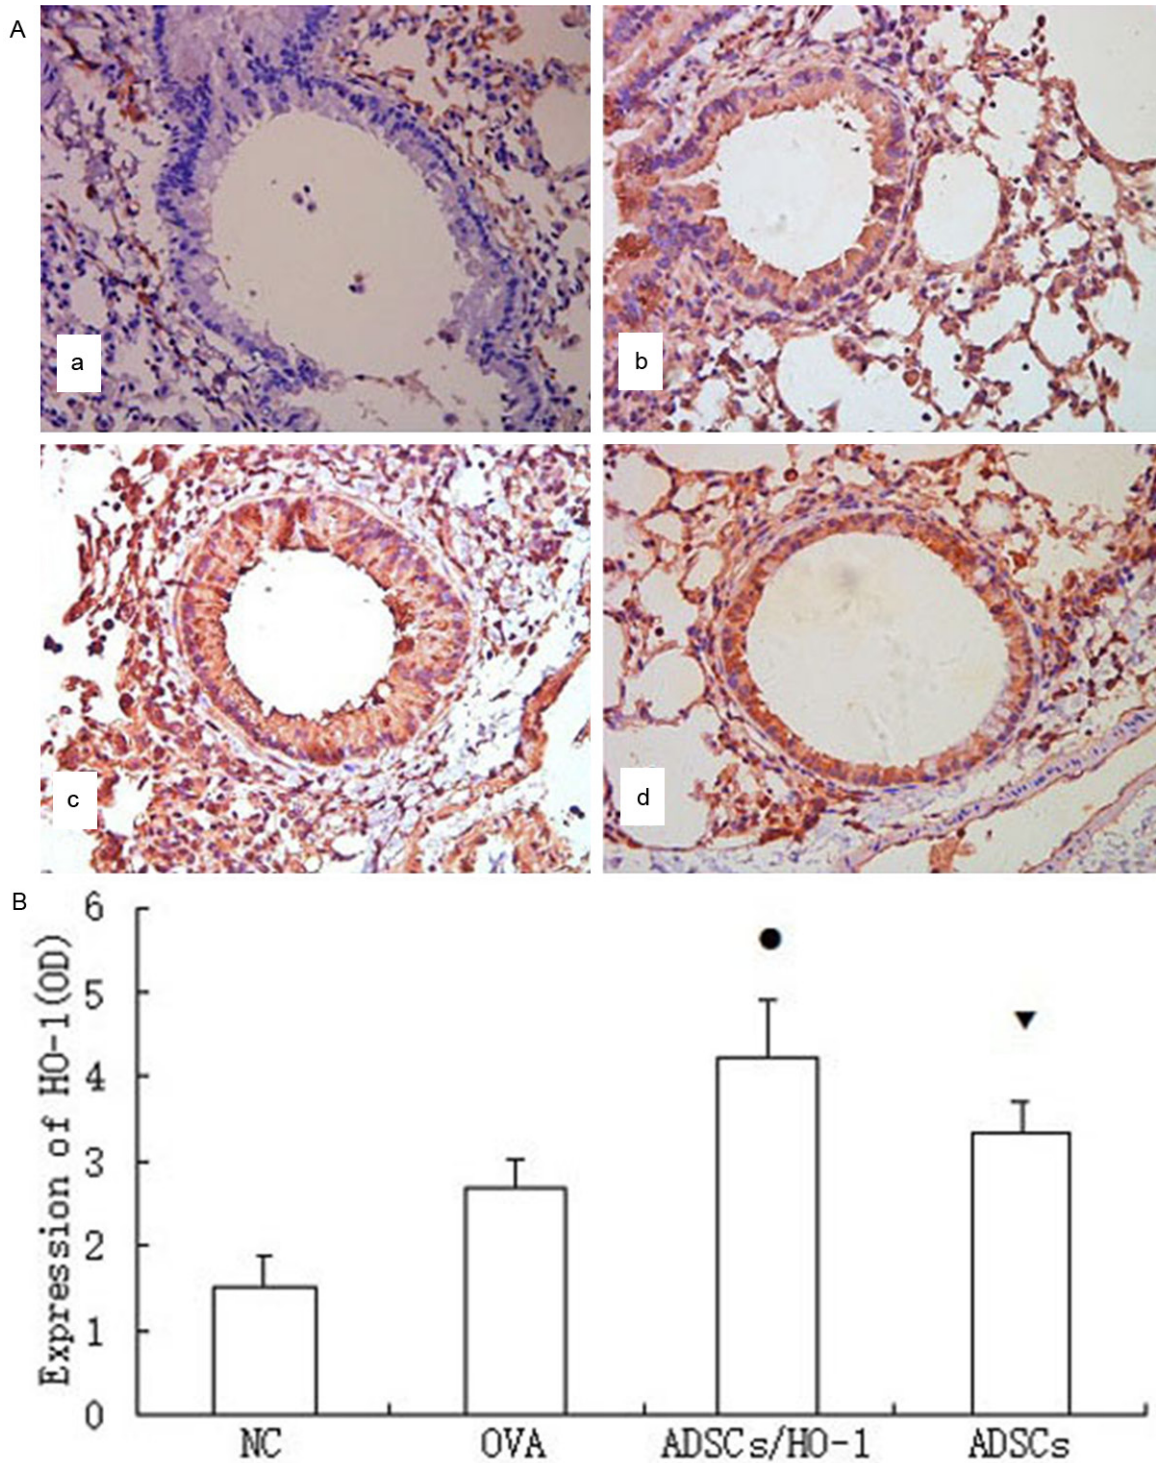 A
a
b
c
d
B
Expression of HO-1(OD)
6
5
4
3
2
1
0
NC
OVA
ADSCs/HO-1
ADSCs